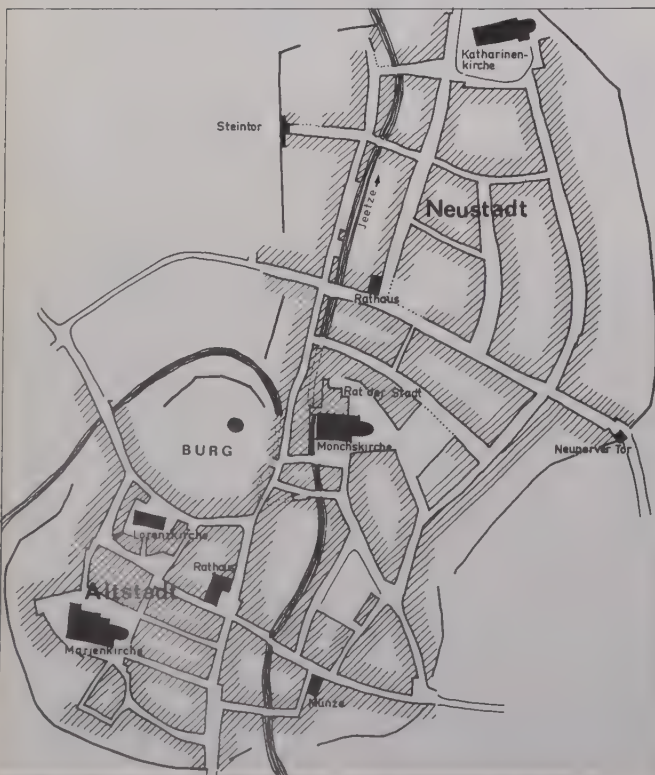 Katharinen-
kirche
Steintor
Jeetze
Neustadt
Rathaus
Rat der Stadt
BURG
Mönchskirche
Neuperver Tor
Lorenzkirche
Rathaus
Altstadt
Marienkirche
Münze